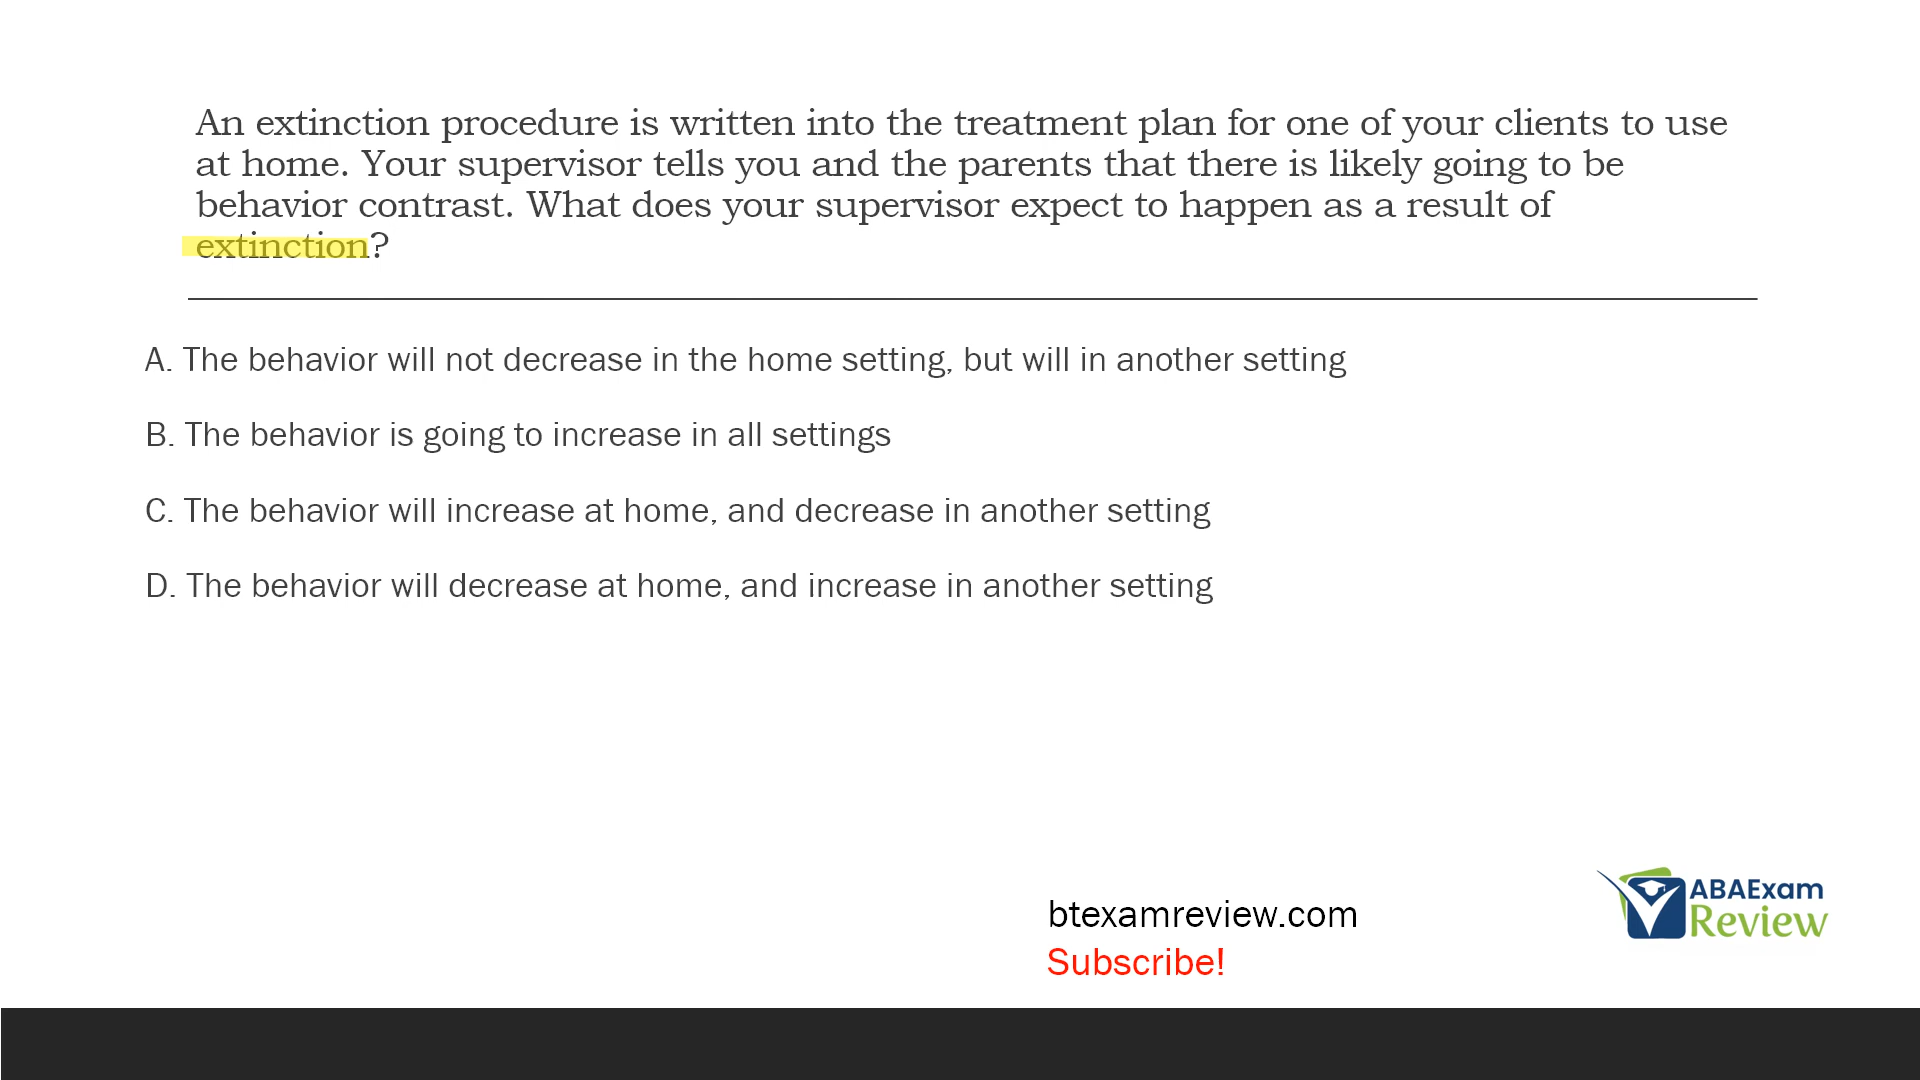 An extinction procedure is written into the treatment plan for one of your clients to use
at home. Your supervisor tells you and the parents that there is likely going to be
behavior contrast. What does your supervisor expect to happen as a result of
extinction?
A. The behavior will not decrease in the home setting, but will in another setting
B. The behavior is going to increase in all settings
C. The behavior will increase at home, and decrease in another setting
D. The behavior will decrease at home, and increase in another setting
btexamreview.com
Subscribe!
ABAExam
Review